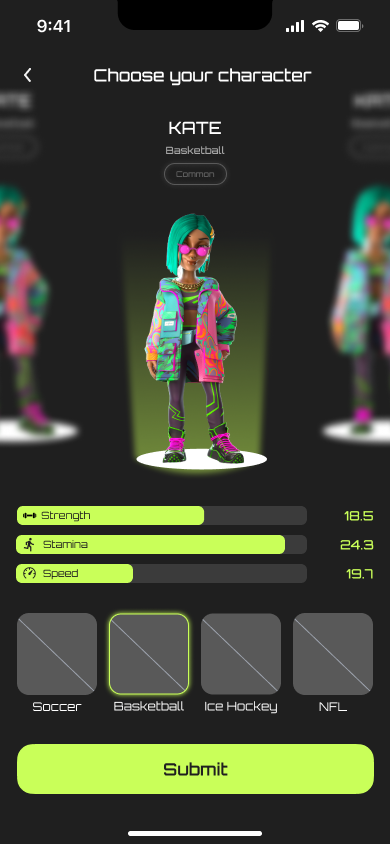 9:41
Choose your character
KATE
Basketball
Common
Strength 18.5
Stamina 24.3
Speed 19.7
Soccer Basketball Ice Hockey NFL
Submit